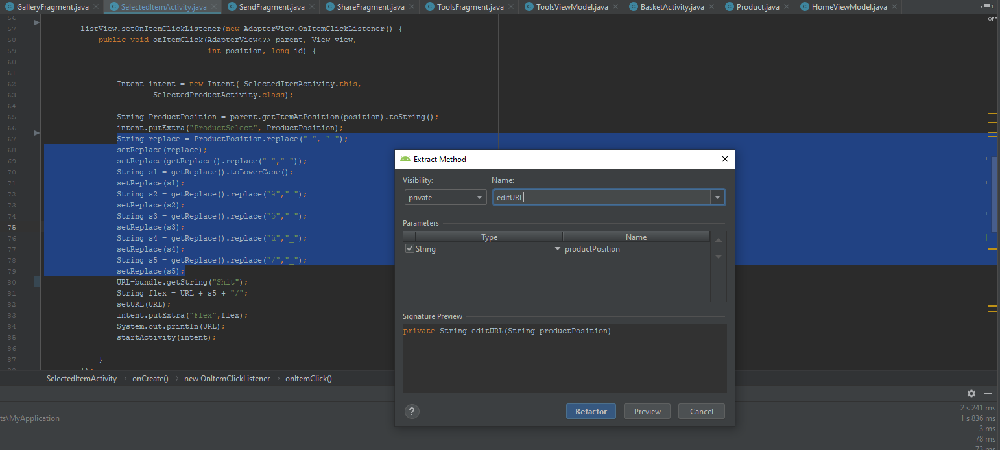 GalleryFragment.java SelectedItemActivity.java SendFragment.java ShareFragment.java ToolsFragment.java ToolsViewModel.java BasketActivity.java Product.java HomeViewModel.java
OFF
56
57 listView.setOnItemClickListener(new AdapterView.OnItemClickListener() {
58 public void onItemClick(AdapterView<?> parent, View view,
59 int position, long id) {
60
61
62 Intent intent = new Intent( SelectedItemActivity.this,
63 SelectedProductActivity.class);
64
65 String ProductPosition = parent.getItemAtPosition(position).toString();
66 intent.putExtra("ProductSelect", ProductPosition);
67 String replace = ProductPosition.replace("-", "_");
68 setReplace(replace);
69 setReplace(getReplace().replace(" ","_"));
70 String s1 = getReplace().toLowerCase();
71 setReplace(s1);
72 String s2 = getReplace().replace("ä","_");
73 setReplace(s2);
74 String s3 = getReplace().replace("ö","_");
75 setReplace(s3);
76 String s4 = getReplace().replace("ü","_");
77 setReplace(s4);
78 String s5 = getReplace().replace("/","_");
79 setReplace(s5);
80 URL=bundle.getString("Shit");
81 String flex = URL + s5 + "/";
82 setURL(URL);
83 intent.putExtra("Flex",flex);
84 System.out.println(URL);
85 startActivity(intent);
86
87 }
});
Extract Method
Visibility: Name:
private editURL
Parameters
Type Name
String productPosition
Signature Preview
private String editURL(String productPosition)
? Refactor Preview Cancel
SelectedItemActivity onCreate() new OnItemClickListener onItemClick()
2 s 241 ms
ts\MyApplication 1 s 836 ms
3 ms
78 ms
73 ms